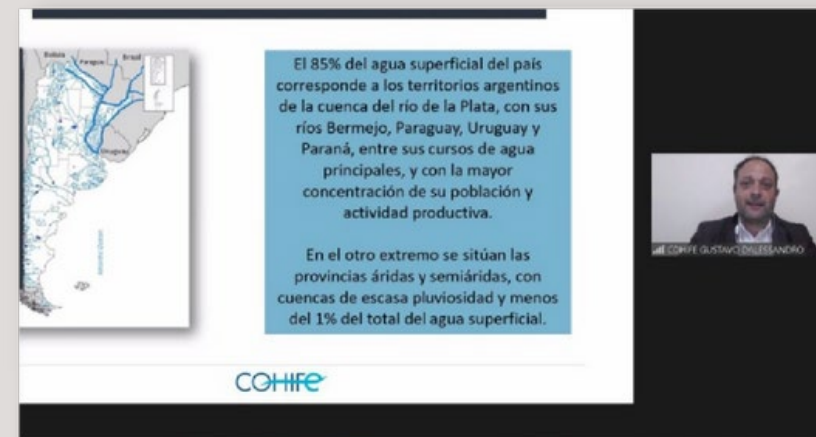 Bolivia
Paraguay
Brazil
Uruguay
El 85% del agua superficial del país
corresponde a los territorios argentinos
de la cuenca del río de la Plata, con sus
ríos Bermejo, Paraguay, Uruguay y
Paraná, entre sus cursos de agua
principales, y con la mayor
concentración de su población y
actividad productiva.
En el otro extremo se sitúan las
provincias áridas y semiáridas, con
cuencas de escasa pluviosidad y menos
del 1% del total del agua superficial.
COHIFE
COHIFE GUSTAVO D'ALESSANDRO